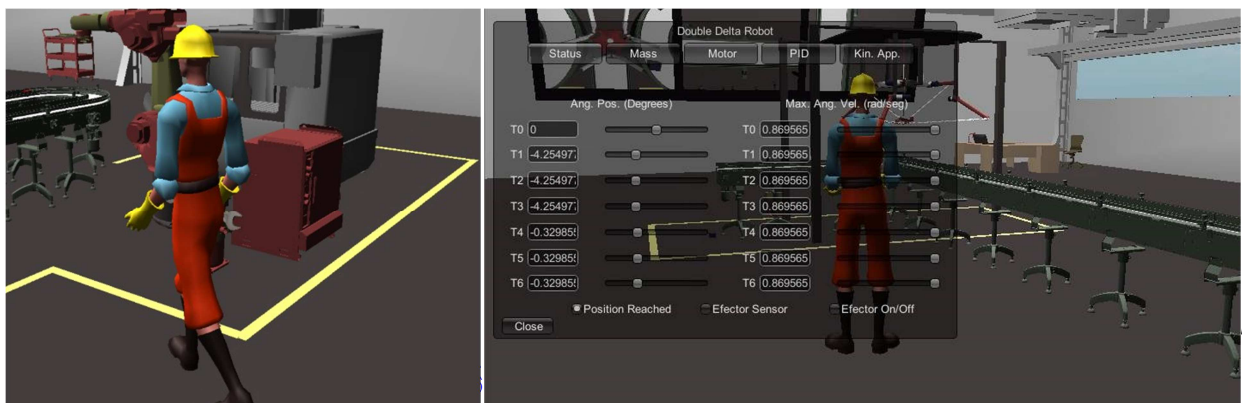 Double Delta Robot
Status Mass Motor PID Kin. App.
Ang. Pos. (Degrees) Max. Ang. Vel. (rad/seg)
T0 0 T0 0.869565
T1 -4.25497: T1 0.869565
T2 -4.25497: T2 0.869565
T3 -4.25497: T3 0.869565
T4 -0.32985! T4 0.869565
T5 -0.32985! T5 0.869565
T6 -0.32985! T6 0.869565
Position Reached Efector Sensor Efector On/Off
Close